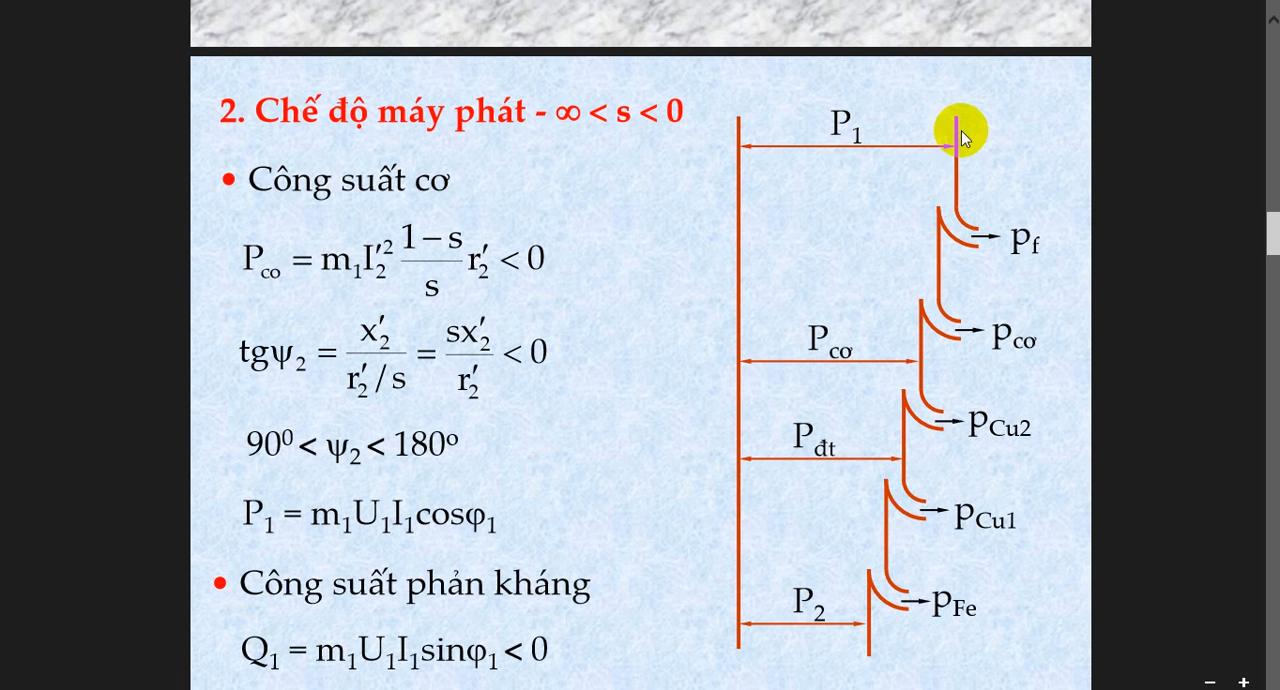 2. Chế độ máy phát - ∞ < s < 0
• Công suất cơ
P_co = m₁I′₂² (1 − s)/s r′₂ < 0
tgψ₂ = x′₂/(r′₂/s) = sx′₂/r′₂ < 0
90⁰ < ψ₂ < 180º
P₁ = m₁U₁I₁cosφ₁
• Công suất phản kháng
Q₁ = m₁U₁I₁sinφ₁ < 0
P₁
p_f
p_cơ
P_cơ
p_Cu2
P_đt
p_Cu1
P₂
p_Fe
− +